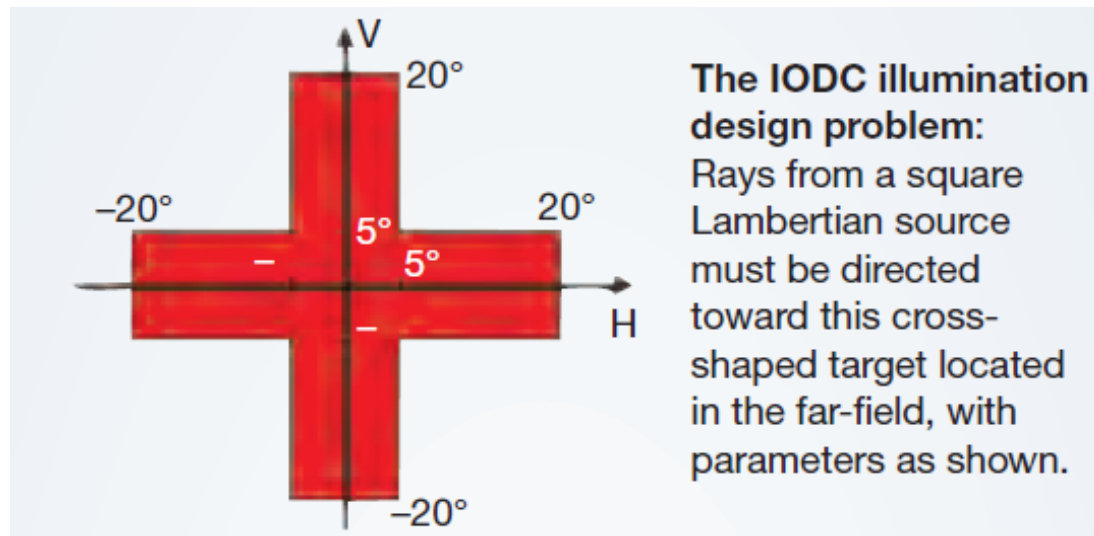 V
20°
–20°
20°
5°
5°
–
–
H
–20°
The IODC illumination
design problem:
Rays from a square
Lambertian source
must be directed
toward this cross-
shaped target located
in the far-field, with
parameters as shown.